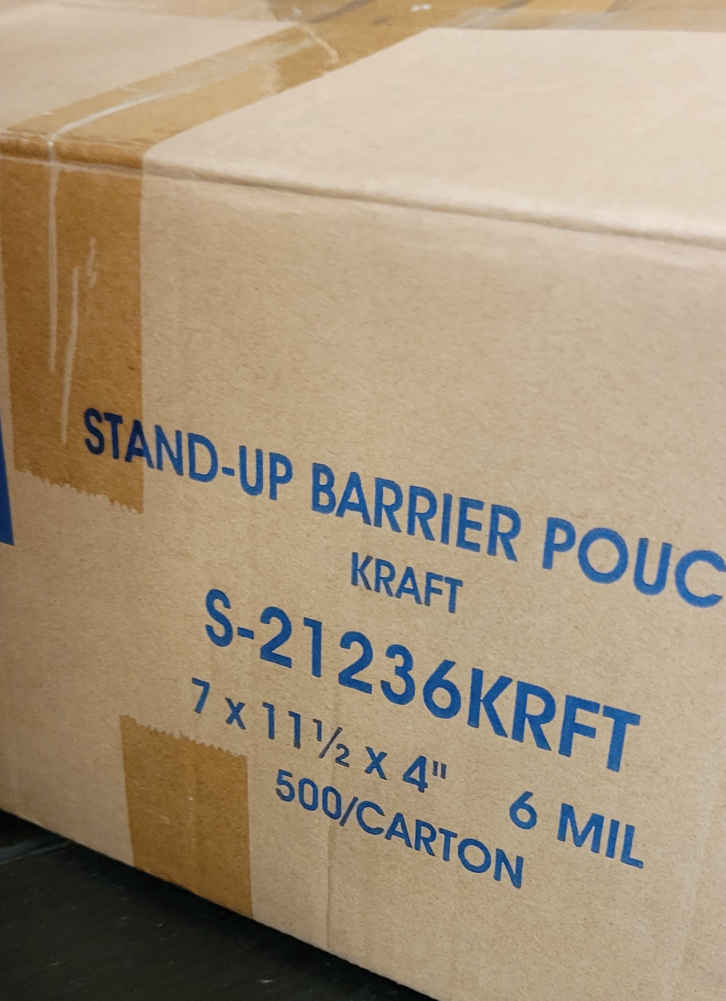 STAND-UP BARRIER POUC
KRAFT
S-21236KRFT
7 x 11½ x 4" 6 MIL
500/CARTON